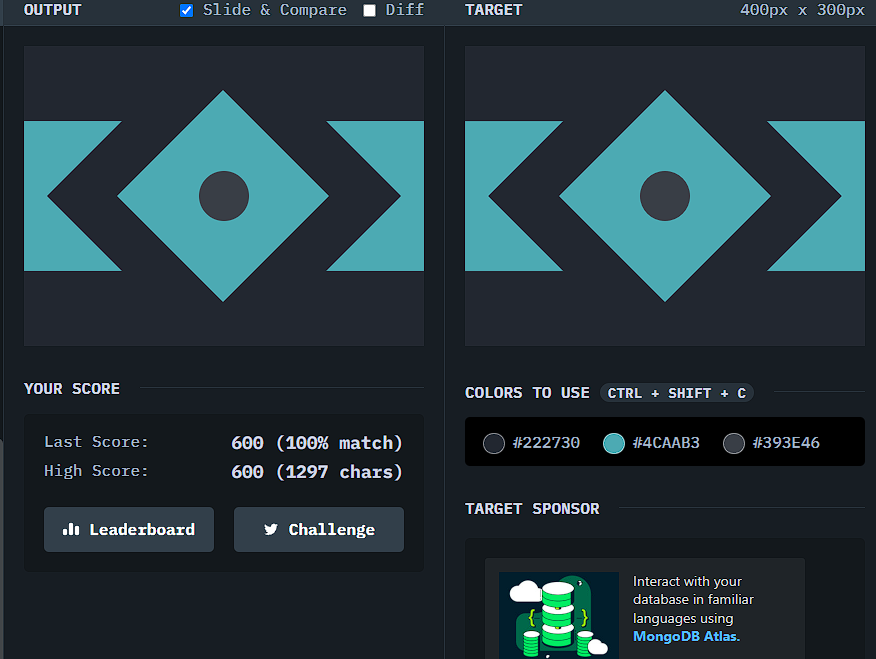 OUTPUT
Slide & Compare
Diff
TARGET
400px x 300px
YOUR SCORE
Last Score: 600 (100% match)
High Score: 600 (1297 chars)
Leaderboard
Challenge
COLORS TO USE
CTRL + SHIFT + C
#222730
#4CAAB3
#393E46
TARGET SPONSOR
Interact with your
database in familiar
languages using
MongoDB Atlas.
{ }